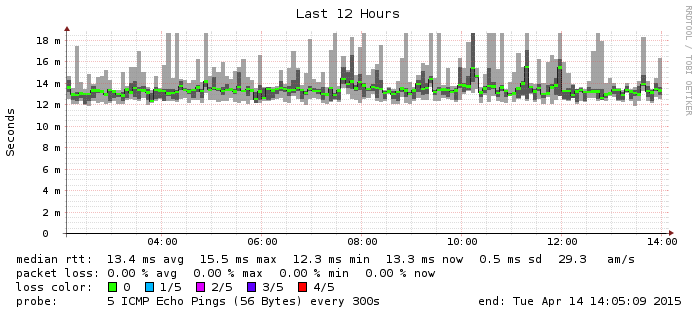 Last 12 Hours
RRDTOOL / TOBI OETIKER
Seconds
18 m
16 m
14 m
12 m
10 m
8 m
6 m
4 m
2 m
0
04:00 06:00 08:00 10:00 12:00 14:00
median rtt: 13.4 ms avg 15.5 ms max 12.3 ms min 13.3 ms now 0.5 ms sd 29.3 am/s
packet loss: 0.00 % avg 0.00 % max 0.00 % min 0.00 % now
loss color: 0 1/5 2/5 3/5 4/5
probe: 5 ICMP Echo Pings (56 Bytes) every 300s end: Tue Apr 14 14:05:09 2015